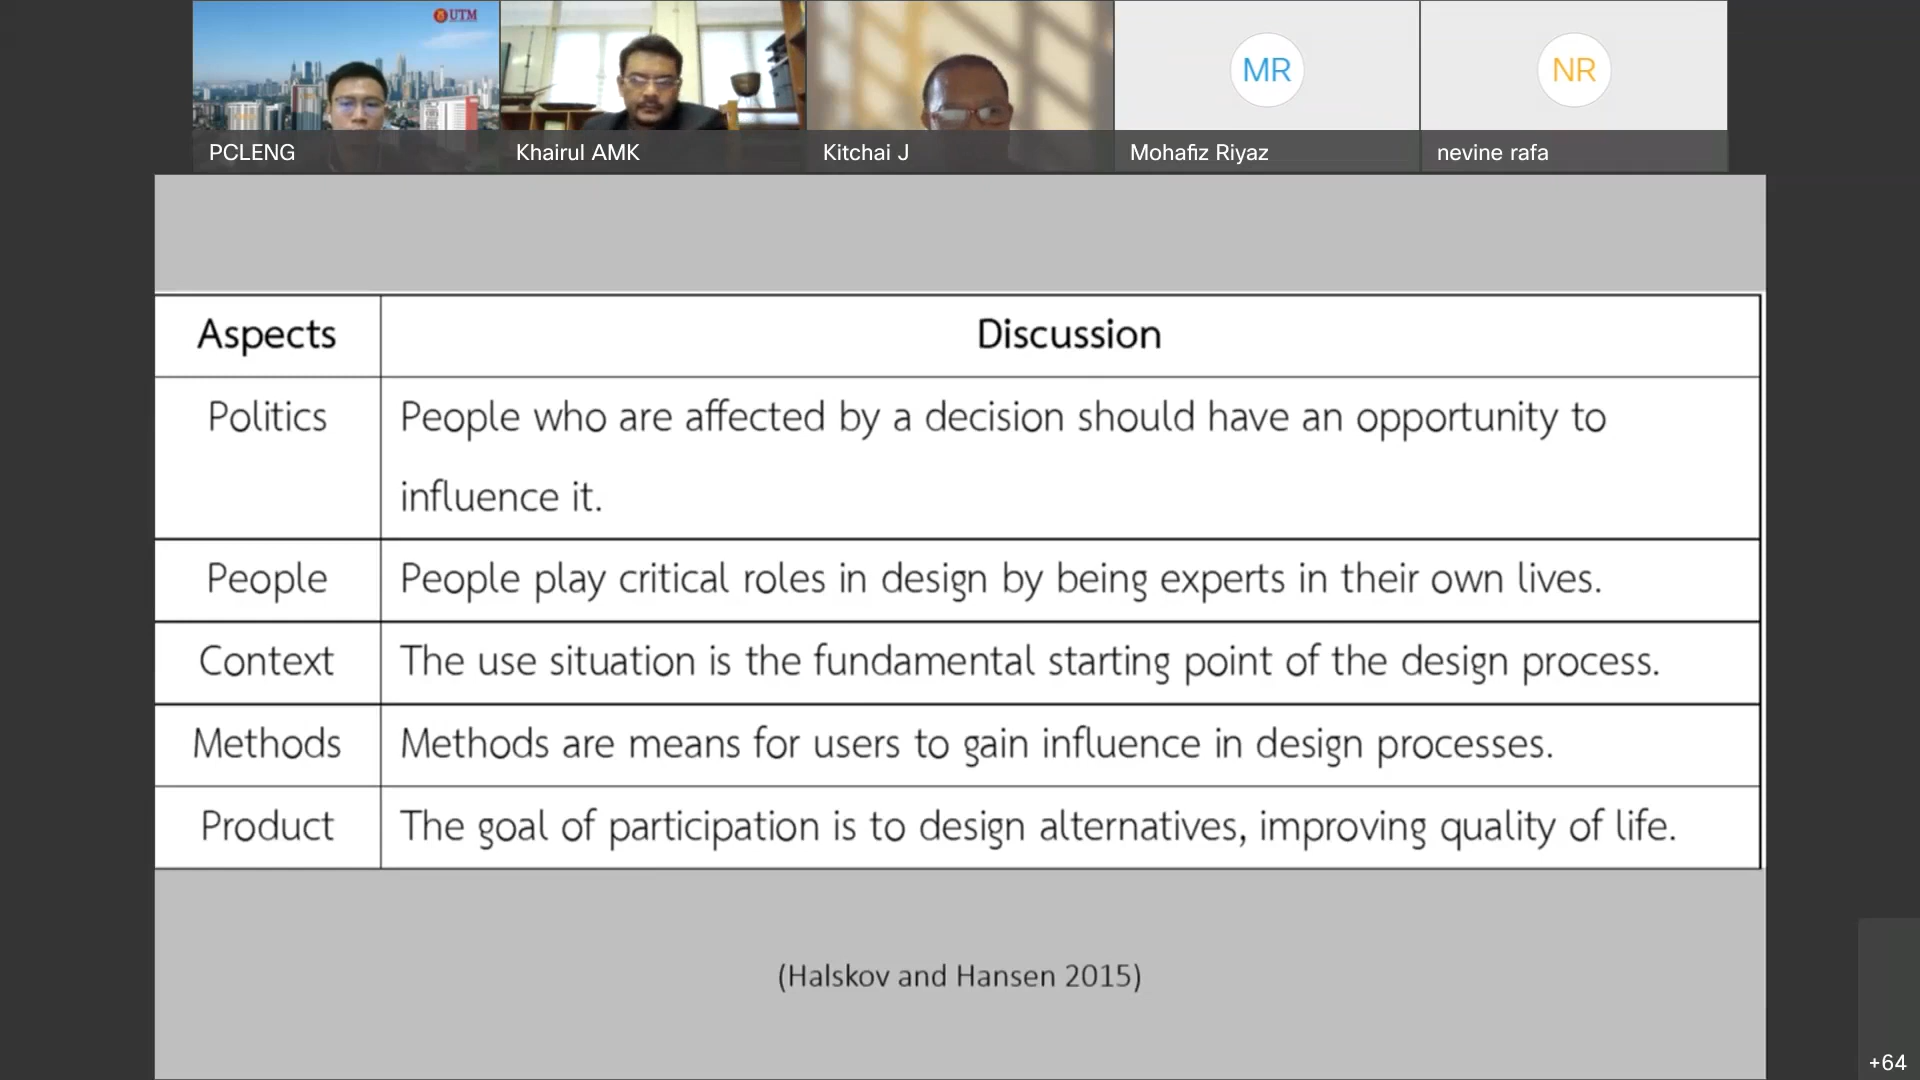 UTM
PCLENG
Khairul AMK
Kitchai J
MR
Mohafiz Riyaz
NR
nevine rafa
Aspects
Discussion
Politics
People who are affected by a decision should have an opportunity to
influence it.
People
People play critical roles in design by being experts in their own lives.
Context
The use situation is the fundamental starting point of the design process.
Methods
Methods are means for users to gain influence in design processes.
Product
The goal of participation is to design alternatives, improving quality of life.
(Halskov and Hansen 2015)
+64